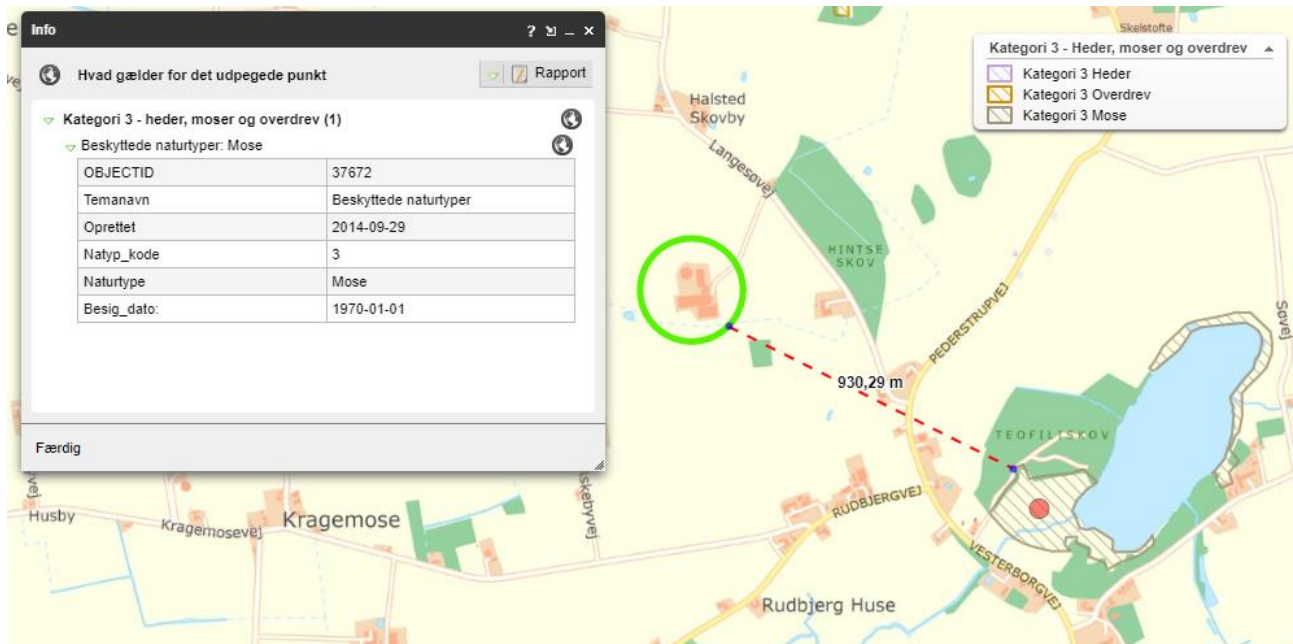 Info
?
Hvad gælder for det udpegede punkt
Rapport
Kategori 3 - heder, moser og overdrev (1)
Beskyttede naturtyper: Mose
OBJECTID 37672
Temanavn Beskyttede naturtyper
Oprettet 2014-09-29
Natyp_kode 3
Naturtype Mose
Besig_dato: 1970-01-01
Færdig
Skelstofte
Kategori 3 - Heder, moser og overdrev
Kategori 3 Heder
Kategori 3 Overdrev
Kategori 3 Mose
Halsted
Skovby
Langesøvej
HINTSE
SKOV
PEDERSTRUPVEJ
Søvej
930,29 m
TEOFILISKOV
RUDBJERGVEJ
VESTERBORGVEJ
Rudbjerg Huse
Husby
Kragemosevej
Kragemose
skebyvej